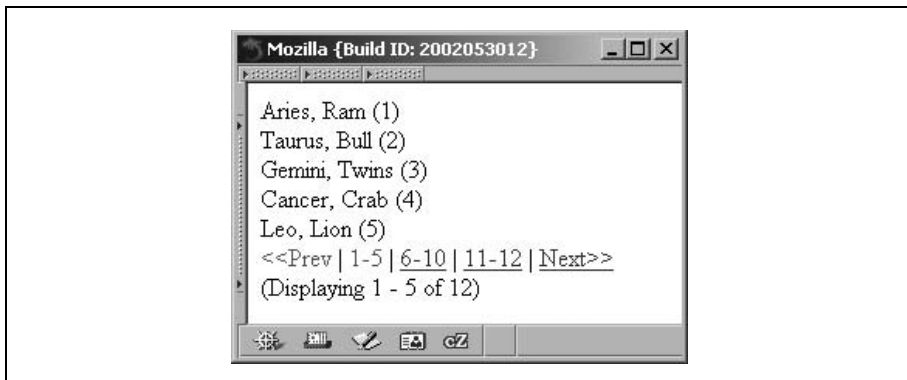 Mozilla {Build ID: 2002053012}
Aries, Ram (1)
Taurus, Bull (2)
Gemini, Twins (3)
Cancer, Crab (4)
Leo, Lion (5)
<<Prev | 1-5 | 6-10 | 11-12 | Next>>
(Displaying 1 - 5 of 12)
cZ